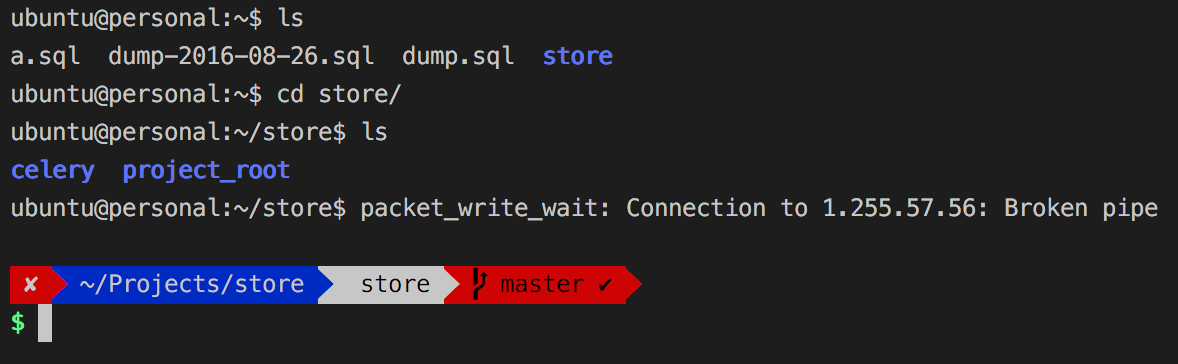 ubuntu@personal:~$ ls
a.sql  dump-2016-08-26.sql  dump.sql  store
ubuntu@personal:~$ cd store/
ubuntu@personal:~/store$ ls
celery  project_root
ubuntu@personal:~/store$ packet_write_wait: Connection to 1.255.57.56: Broken pipe
✘ ~/Projects/store  store  master ✔
$